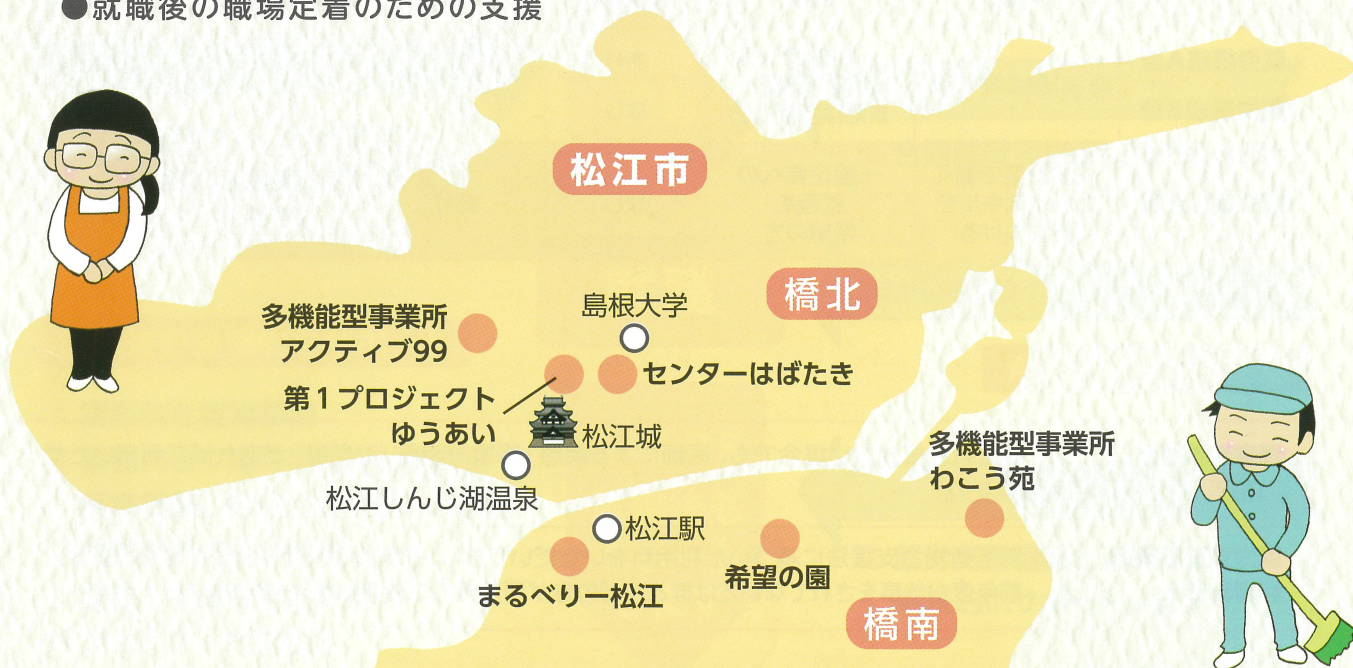 ●就職後の職場定着のための支援
松江市
橋北
島根大学
多機能型事業所
アクティブ99
センターはばたき
第1プロジェクト
ゆうあい
松江城
多機能型事業所
わこう苑
松江しんじ湖温泉
松江駅
希望の園
まるべりー松江
橋南